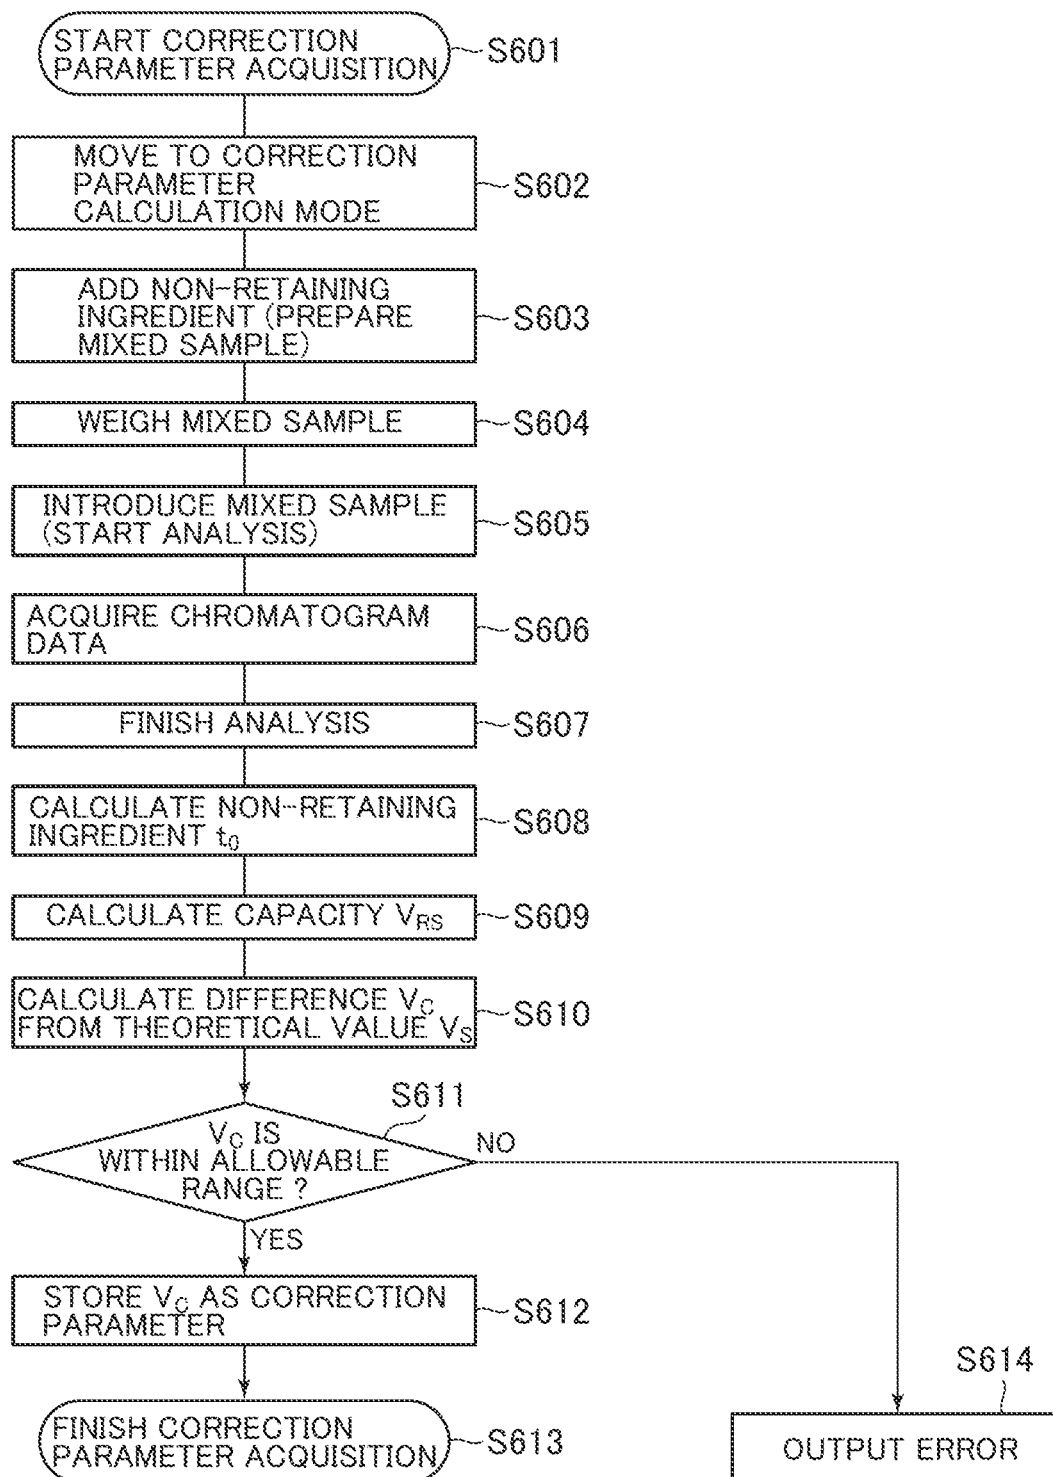 START CORRECTION
PARAMETER ACQUISITION
S601
MOVE TO CORRECTION
PARAMETER
CALCULATION MODE
S602
ADD NON-RETAINING
INGREDIENT (PREPARE
MIXED SAMPLE)
S603
WEIGH MIXED SAMPLE
S604
INTRODUCE MIXED SAMPLE
(START ANALYSIS)
S605
ACQUIRE CHROMATOGRAM
DATA
S606
FINISH ANALYSIS
S607
CALCULATE NON-RETAINING
INGREDIENT t0
S608
CALCULATE CAPACITY VRS
S609
CALCULATE DIFFERENCE VC
FROM THEORETICAL VALUE VS
S610
S611
VC IS
WITHIN ALLOWABLE
RANGE ?
NO
YES
STORE VC AS CORRECTION
PARAMETER
S612
FINISH CORRECTION
PARAMETER ACQUISITION
S613
S614
OUTPUT ERROR